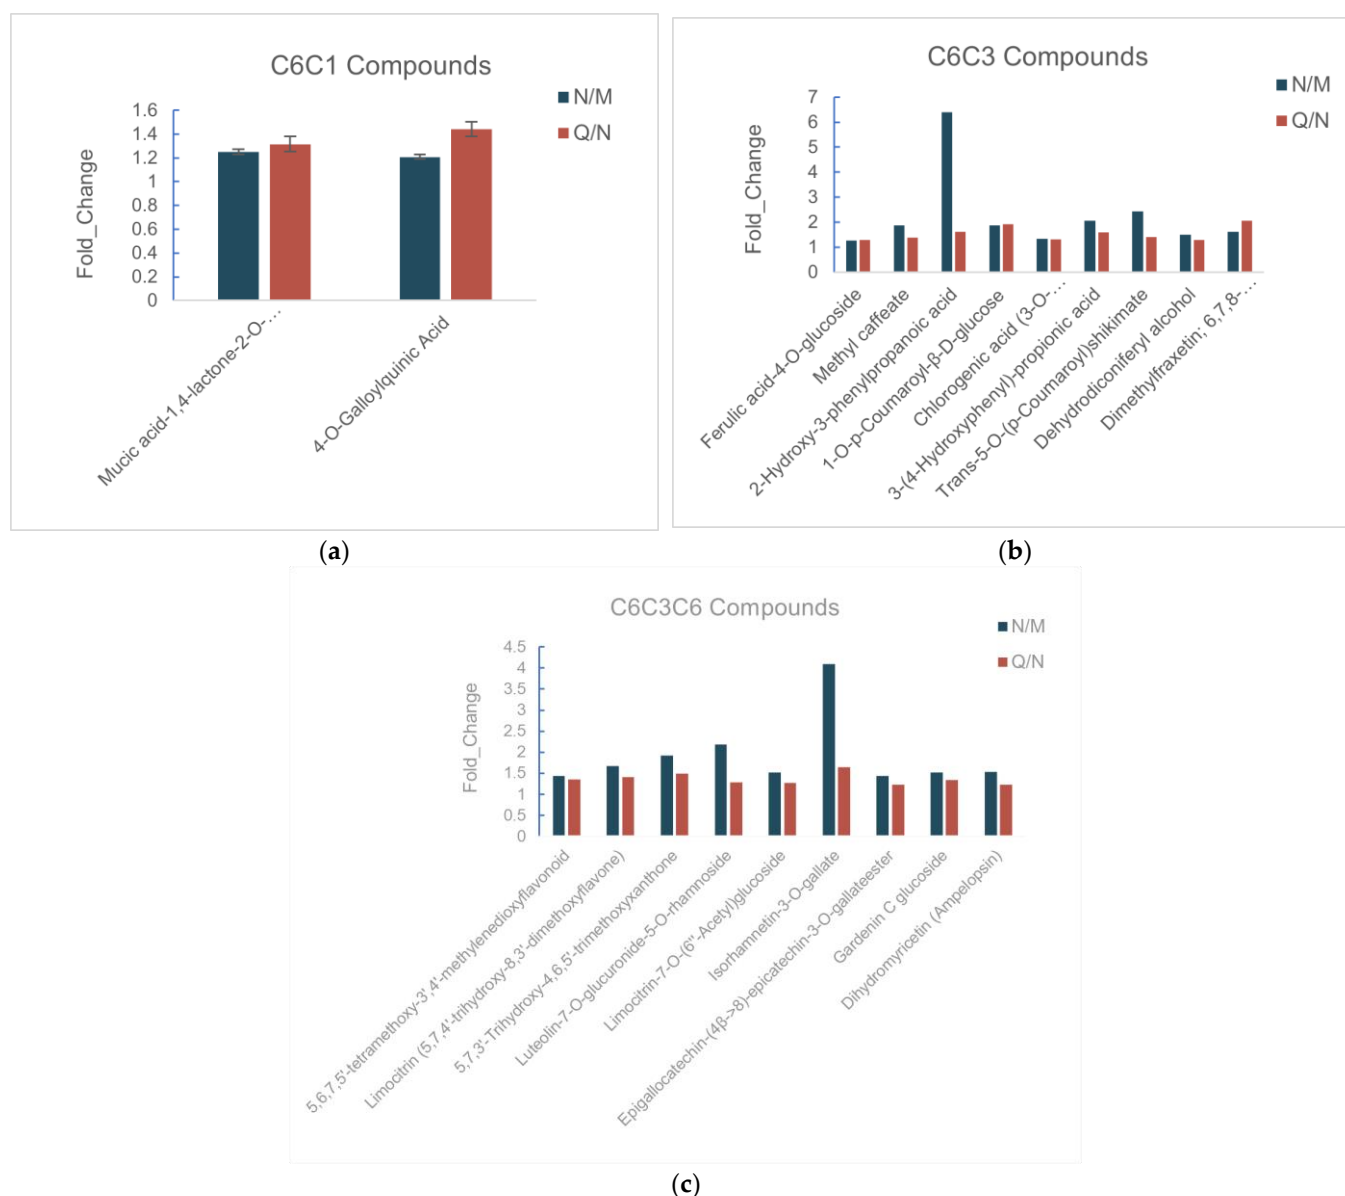 C6C1 Compounds
N/M
Q/N
Fold_Change
1.6
1.4
1.2
1
0.8
0.6
0.4
0.2
0
Mucic acid-1,4-lactone-2-O-…
4-O-Galloylquinic Acid
(a)
C6C3 Compounds
N/M
Q/N
Fold_Change
7
6
5
4
3
2
1
0
Ferulic acid-4-O-glucoside
Methyl caffeate
2-Hydroxy-3-phenylpropanoic acid
1-O-p-Coumaroyl-β-D-glucose
Chlorogenic acid (3-O-…
3-(4-Hydroxyphenyl)-propionic acid
Trans-5-O-(p-Coumaroyl)shikimate
Dehydrodiconiferyl alcohol
Dimethylfraxetin; 6,7,8-…
(b)
C6C3C6 Compounds
N/M
Q/N
Fold_Change
4.5
4
3.5
3
2.5
2
1.5
1
0.5
0
5,6,7,5'-tetramethoxy-3',4'-methylenedioxyflavonoid
Limocitrin (5,7,4'-trihydroxy-8,3'-dimethoxyflavone)
5,7,3'-Trihydroxy-4,6,5'-trimethoxyxanthone
Luteolin-7-O-glucuronide-5-O-rhamnoside
Limocitrin-7-O-(6''-Acetyl)glucoside
Isorhamnetin-3-O-gallate
Epigallocatechin-(4β->8)-epicatechin-3-O-gallateester
Gardenin C glucoside
Dihydromyricetin (Ampelopsin)
(c)